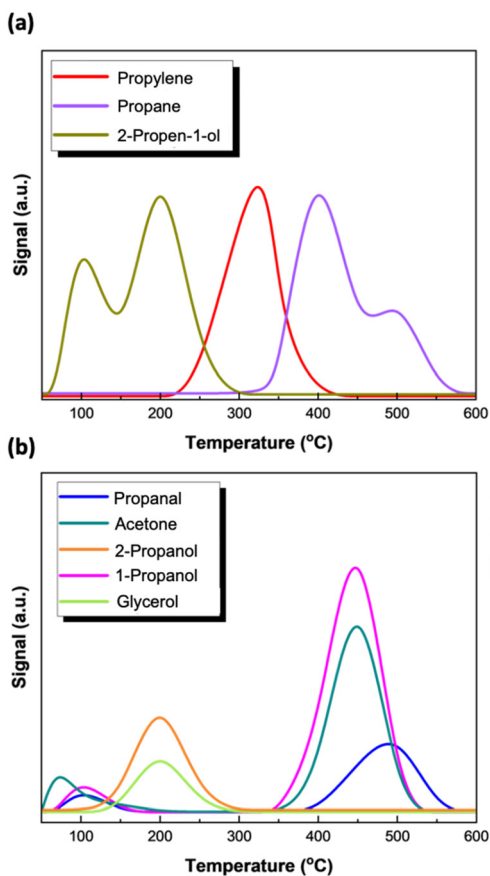 (a)
Propylene
Propane
2-Propen-1-ol
Signal (a.u.)
100 200 300 400 500 600
Temperature (°C)
(b)
Propanal
Acetone
2-Propanol
1-Propanol
Glycerol
Signal (a.u.)
100 200 300 400 500 600
Temperature (°C)